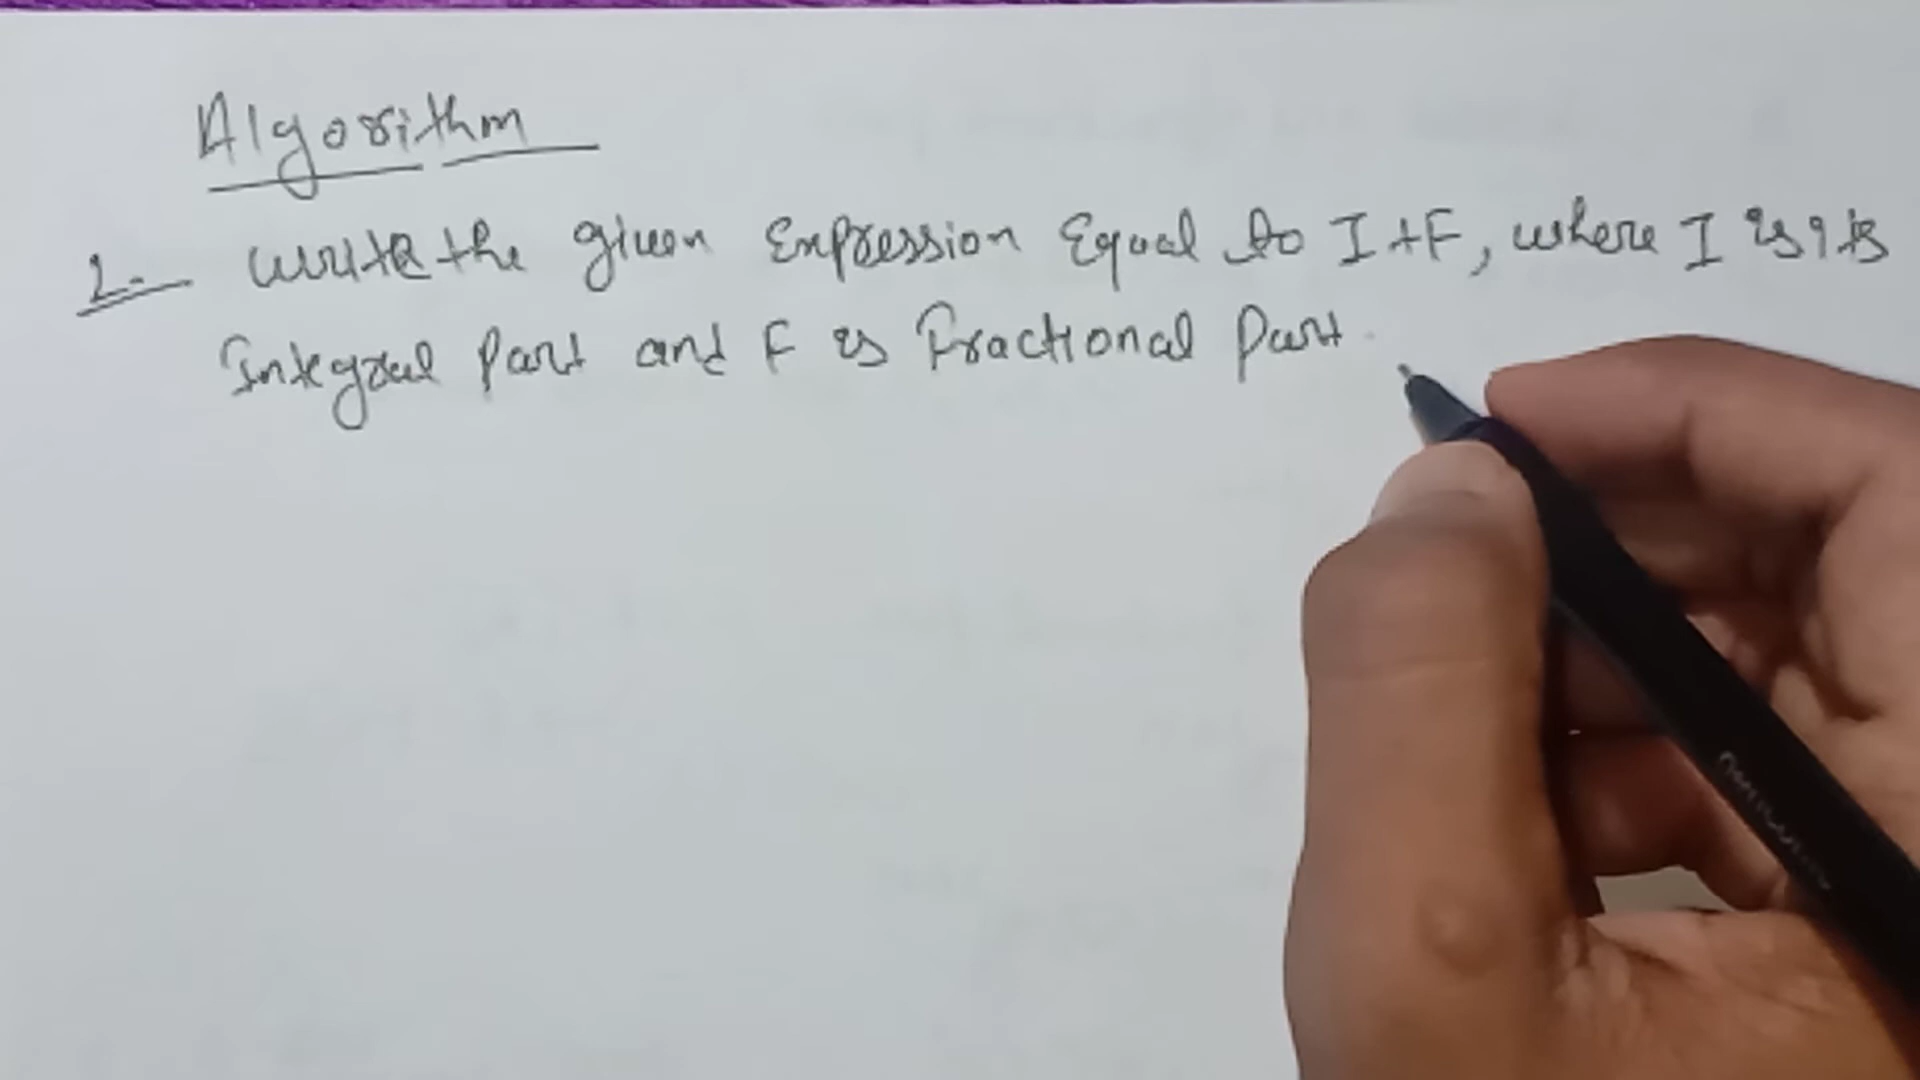 Algorithm
1. Write the given Expression Equal to I+F, where I is its
Integral Part and F is Fractional Part.